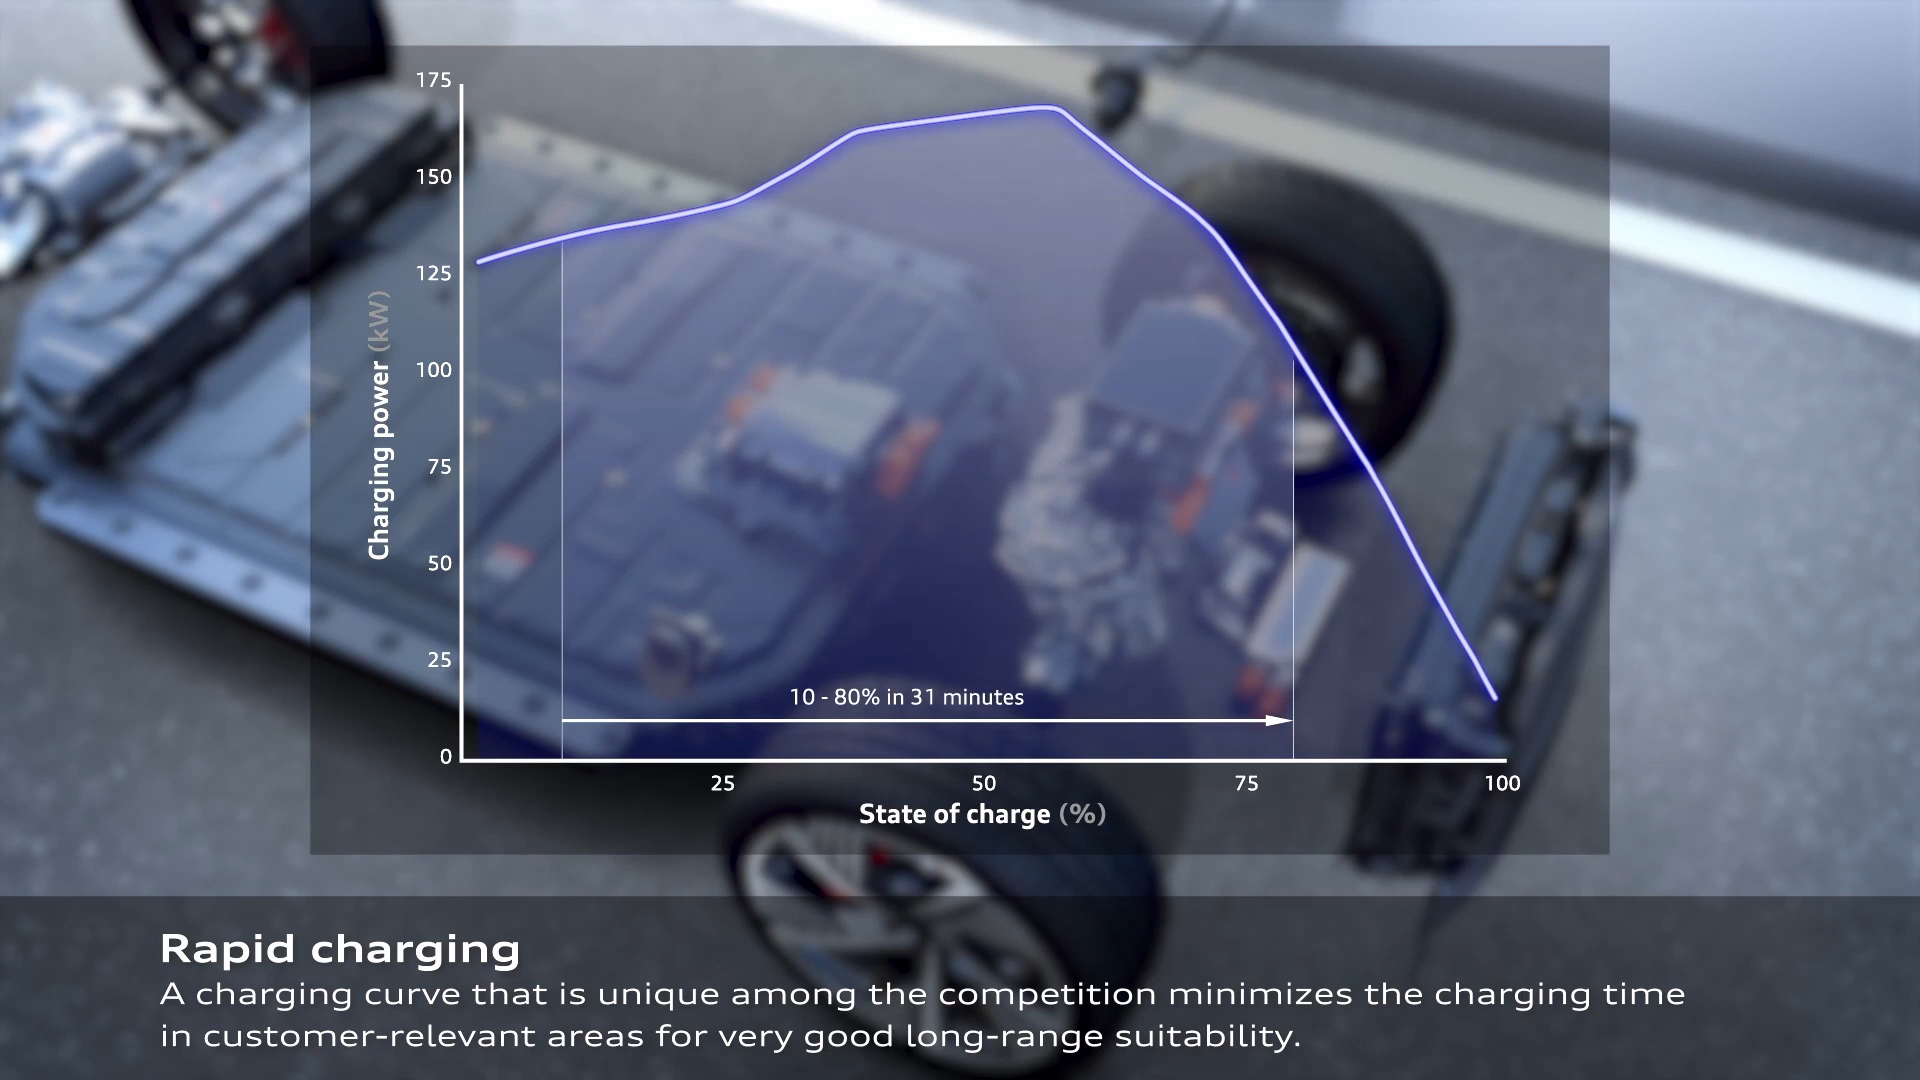 175
150
125
100
75
50
25
0
Charging power (kW)
10 - 80% in 31 minutes
25 50 75 100
State of charge (%)
Rapid charging
A charging curve that is unique among the competition minimizes the charging time
in customer-relevant areas for very good long-range suitability.